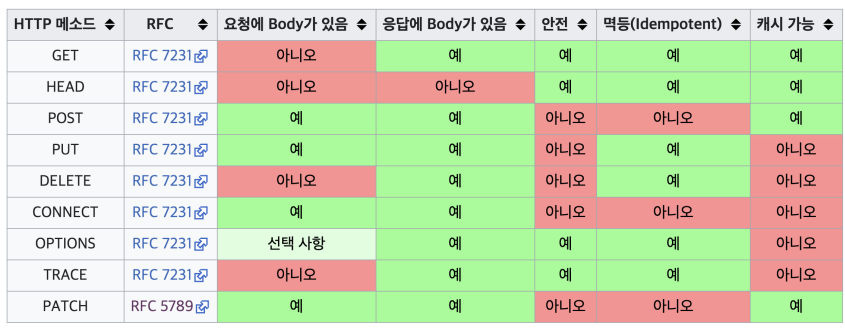 HTTP 메소드 RFC 요청에 Body가 있음 응답에 Body가 있음 안전 멱등(Idempotent) 캐시 가능
GET RFC 7231 아니오 예 예 예 예
HEAD RFC 7231 아니오 아니오 예 예 예
POST RFC 7231 예 예 아니오 아니오 예
PUT RFC 7231 예 예 아니오 예 아니오
DELETE RFC 7231 아니오 예 아니오 예 아니오
CONNECT RFC 7231 예 예 아니오 아니오 아니오
OPTIONS RFC 7231 선택 사항 예 예 예 아니오
TRACE RFC 7231 아니오 예 예 예 아니오
PATCH RFC 5789 예 예 아니오 아니오 예